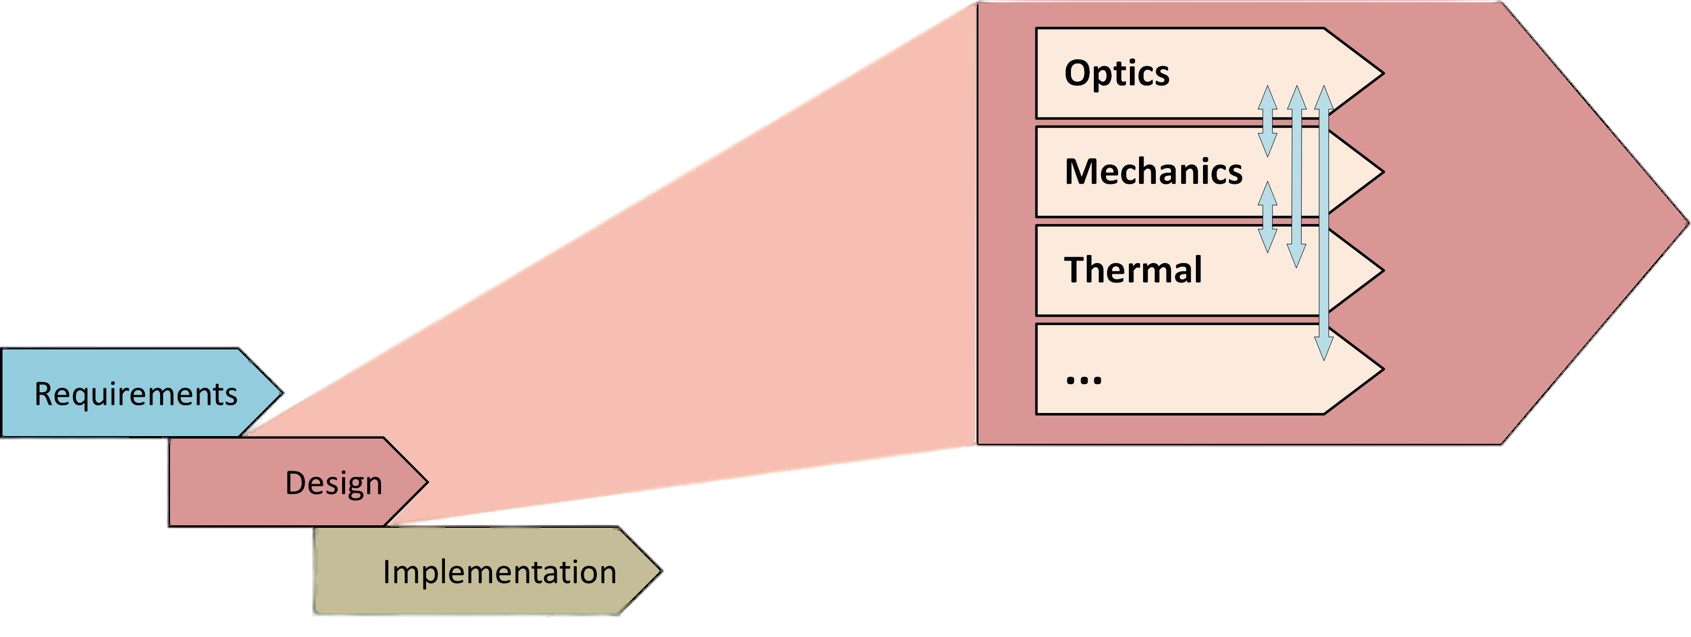 Optics
Mechanics
Thermal
...
Requirements
Design
Implementation